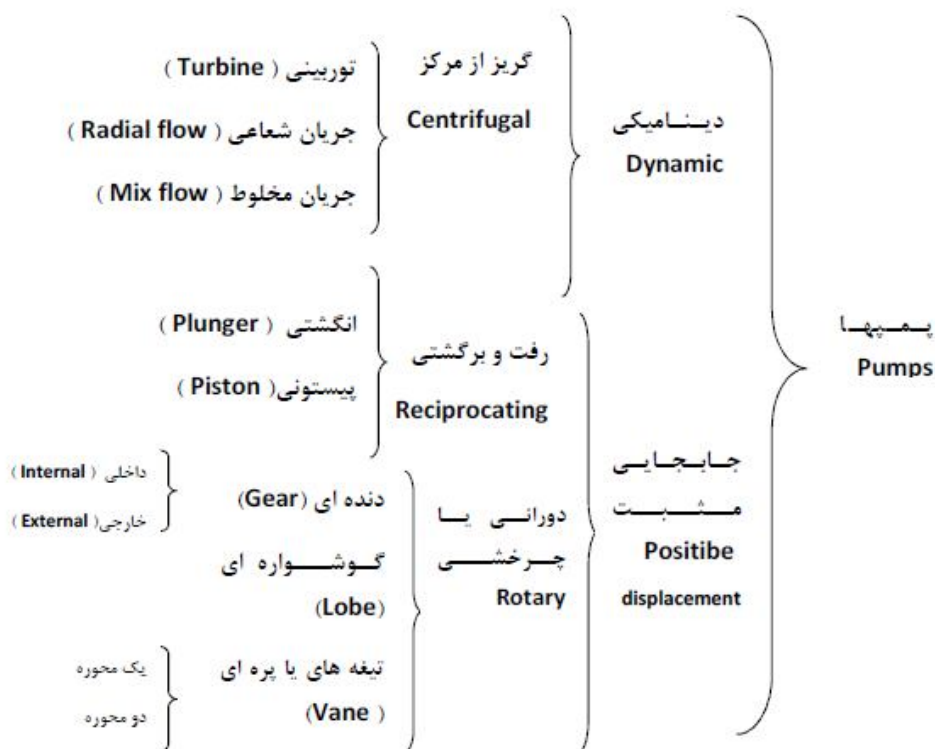 پمپها
Pumps
دینامیکی
Dynamic
گریز از مرکز
Centrifugal
توربینی ( Turbine )
جریان شعاعی ( Radial flow )
جریان مخلوط ( Mix flow )
جابجایی
مثبت
Positibe
displacement
رفت و برگشتی
Reciprocating
انگشتی ( Plunger )
پیستونی( Piston )
دورانی یا
چرخشی
Rotary
دنده ای (Gear)
داخلی ( Internal )
خارجی( External )
گوشواره ای
(Lobe)
تیغه های یا پره ای
(Vane )
یک محوره
دو محوره